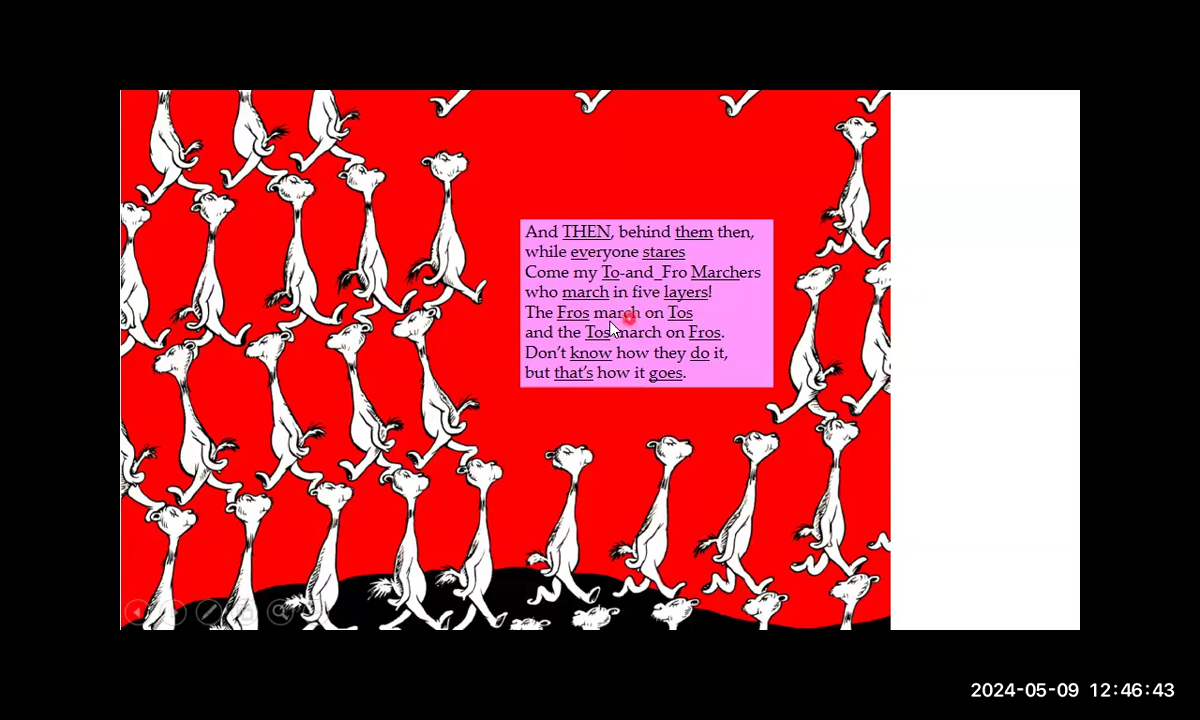 And THEN, behind them then,
while everyone stares
Come my To-and_Fro Marchers
who march in five layers!
The Fros march on Tos
and the Tos march on Fros.
Don't know how they do it,
but that's how it goes.
2024-05-09 12:46:43